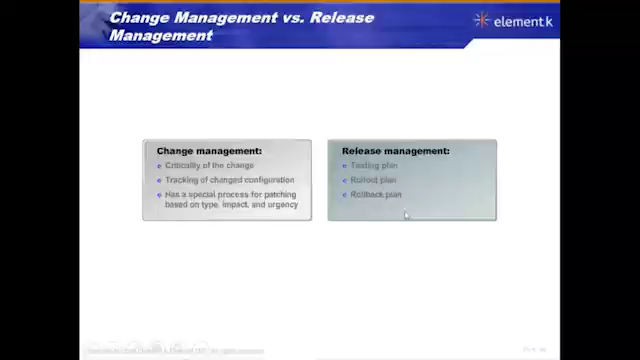 Change Management vs. Release
Management
element k
Change management:
Criticality of the change
Tracking of changed configuration
Has a special process for patching
based on type, impact, and urgency
Release management:
Testing plan
Rollout plan
Rollback plan